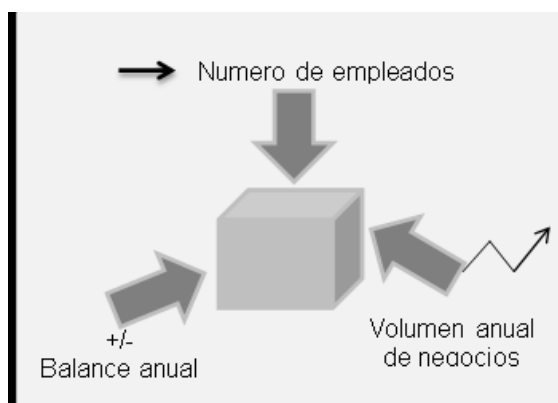 Numero de empleados
+/-
Balance anual
Volumen anual
de negocios